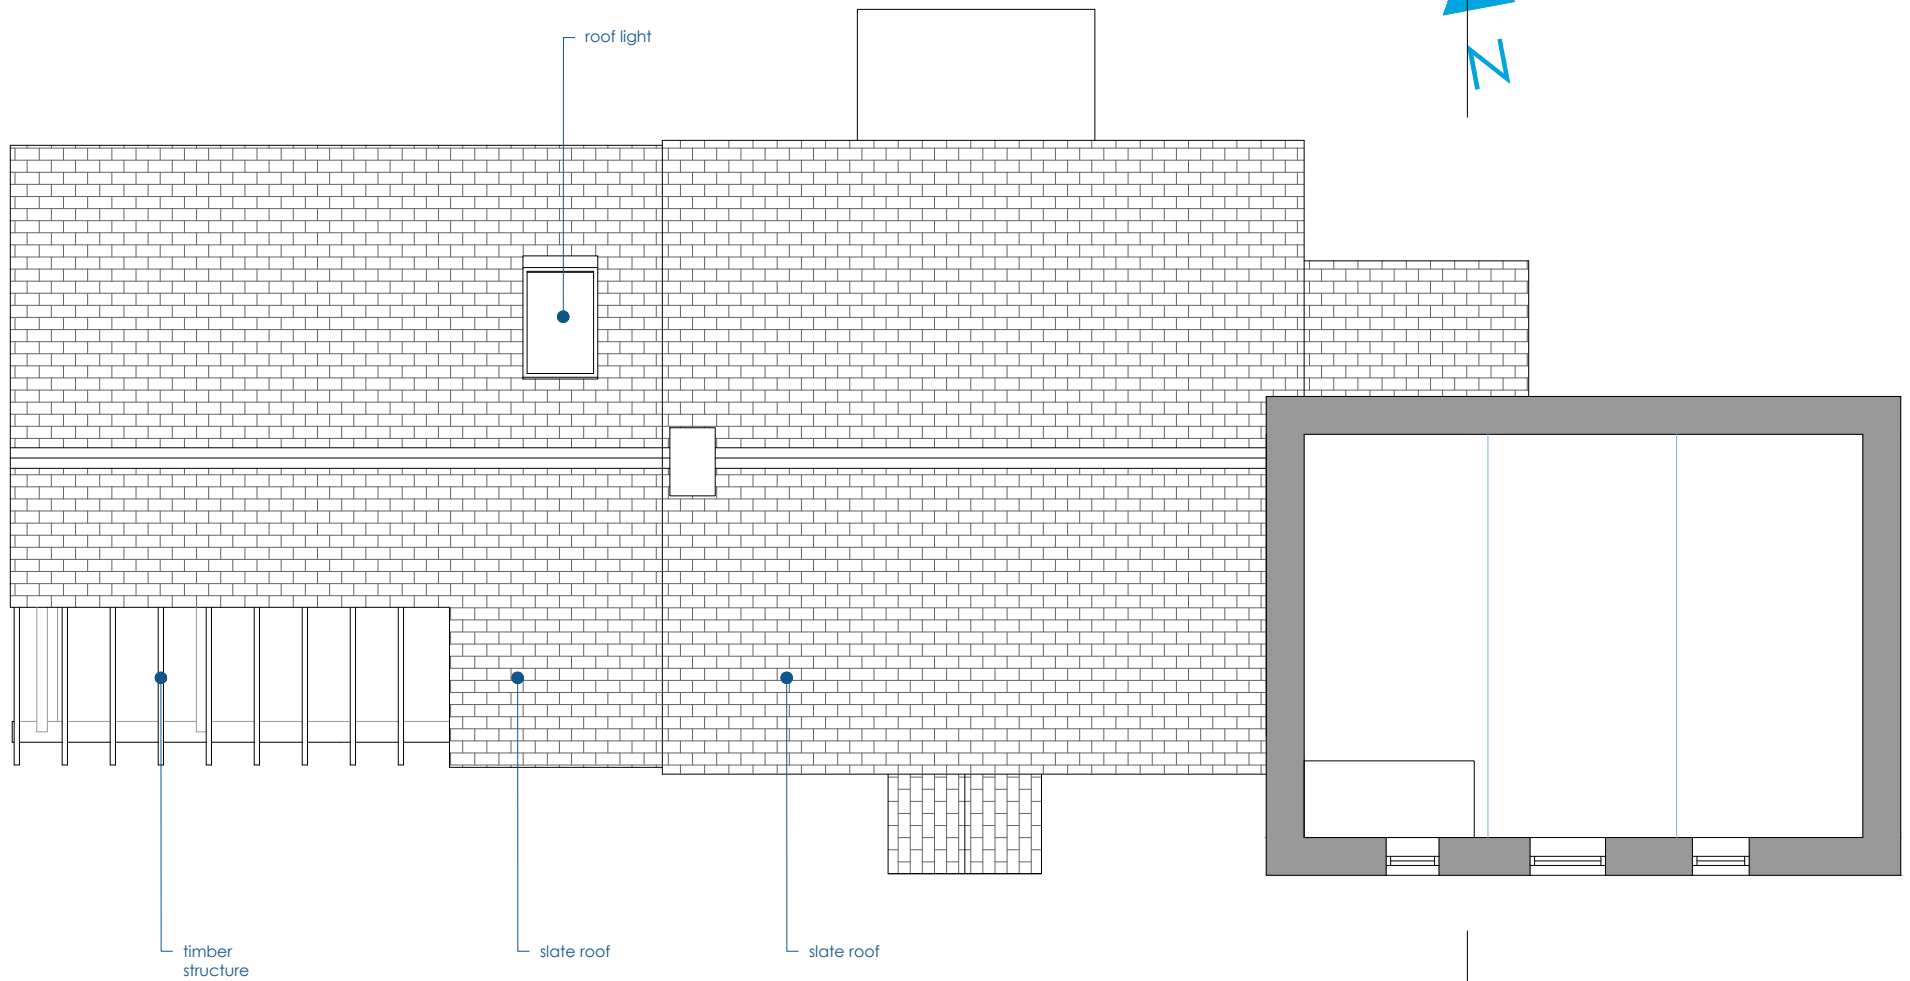 roof light
N
timber
structure
slate roof
slate roof